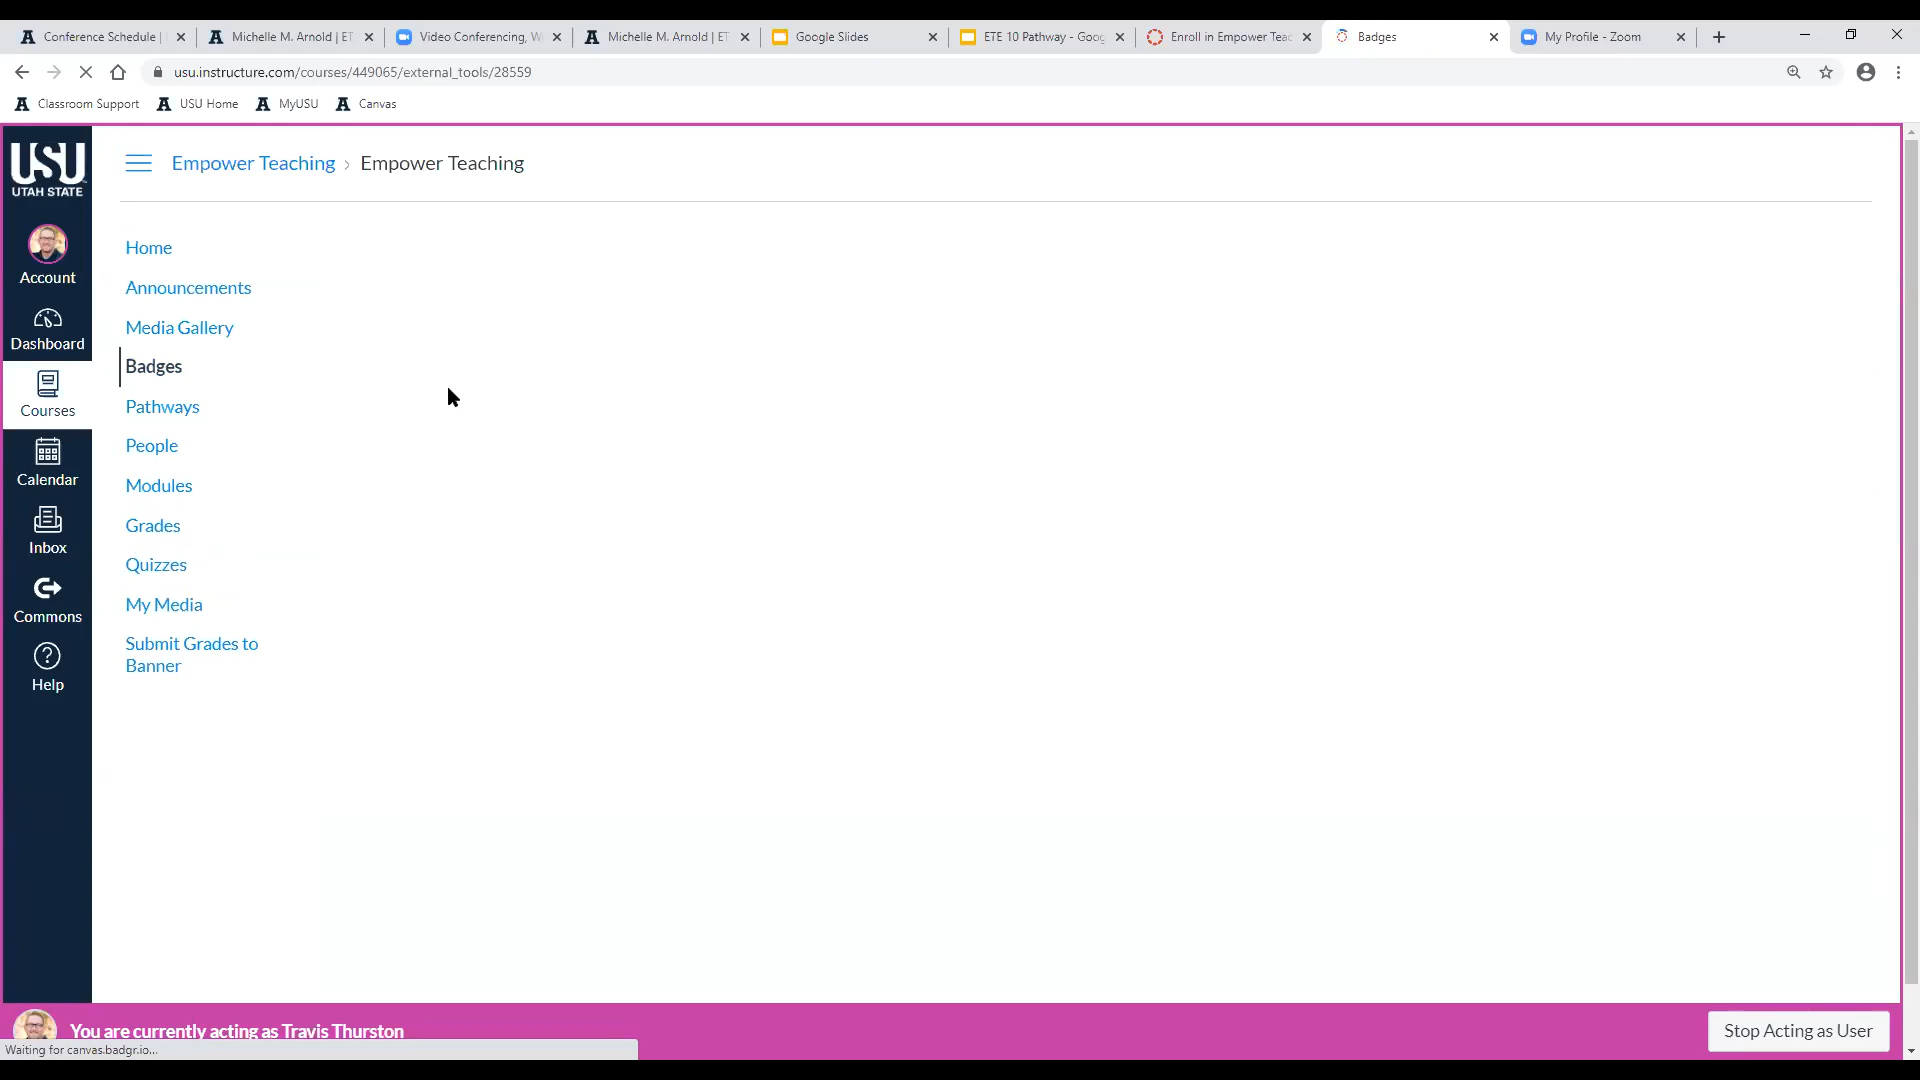 Conference Schedule |
Michelle M. Arnold | ET
Video Conferencing, W
Michelle M. Arnold | ET
Google Slides
ETE 10 Pathway - Goog
Enroll in Empower Teac
Badges
My Profile - Zoom
usu.instructure.com/courses/449065/external_tools/28559
Classroom Support
USU Home
MyUSU
Canvas
USU
UTAH STATE
Account
Dashboard
Courses
Calendar
Inbox
Commons
Help
Empower Teaching › Empower Teaching
Home
Announcements
Media Gallery
Badges
Pathways
People
Modules
Grades
Quizzes
My Media
Submit Grades to
Banner
You are currently acting as Travis Thurston
Stop Acting as User
Waiting for canvas.badgr.io...